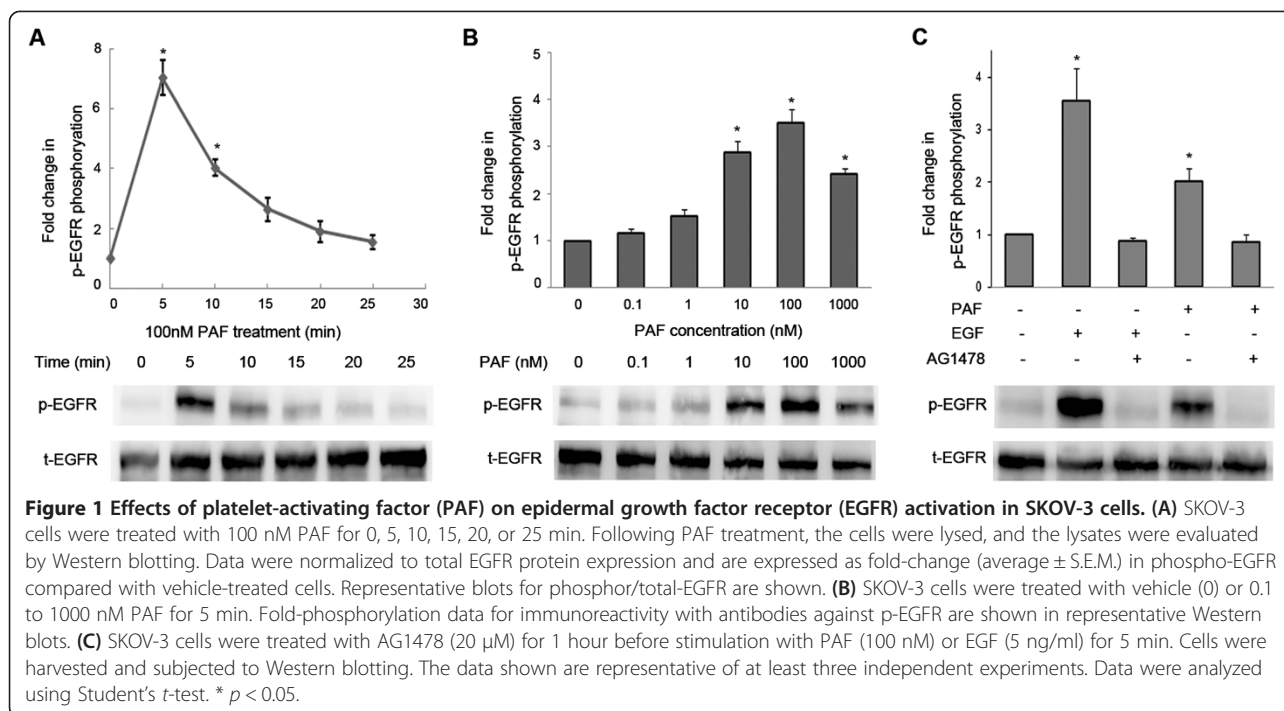 A
8
6
4
2
0
Fold change in
p-EGFR phosphorylation
*
*
0 5 10 15 20 25 30
100nM PAF treatment (min)
Time (min) 0 5 10 15 20 25
p-EGFR
t-EGFR
B
5
4
3
2
1
0
Fold change in
p-EGFR phosphorylation
*
*
*
0 0.1 1 10 100 1000
PAF concentration (nM)
PAF (nM) 0 0.1 1 10 100 1000
p-EGFR
t-EGFR
C
4
3
2
1
0
Fold change in
p-EGFR phosphorylation
*
*
PAF - - - + +
EGF - + + - -
AG1478 - - + - +
p-EGFR
t-EGFR
Figure 1 Effects of platelet-activating factor (PAF) on epidermal growth factor receptor (EGFR) activation in SKOV-3 cells. (A) SKOV-3
cells were treated with 100 nM PAF for 0, 5, 10, 15, 20, or 25 min. Following PAF treatment, the cells were lysed, and the lysates were evaluated
by Western blotting. Data were normalized to total EGFR protein expression and are expressed as fold-change (average ± S.E.M.) in phospho-EGFR
compared with vehicle-treated cells. Representative blots for phosphor/total-EGFR are shown. (B) SKOV-3 cells were treated with vehicle (0) or 0.1
to 1000 nM PAF for 5 min. Fold-phosphorylation data for immunoreactivity with antibodies against p-EGFR are shown in representative Western
blots. (C) SKOV-3 cells were treated with AG1478 (20 μM) for 1 hour before stimulation with PAF (100 nM) or EGF (5 ng/ml) for 5 min. Cells were
harvested and subjected to Western blotting. The data shown are representative of at least three independent experiments. Data were analyzed
using Student's t-test. * p < 0.05.